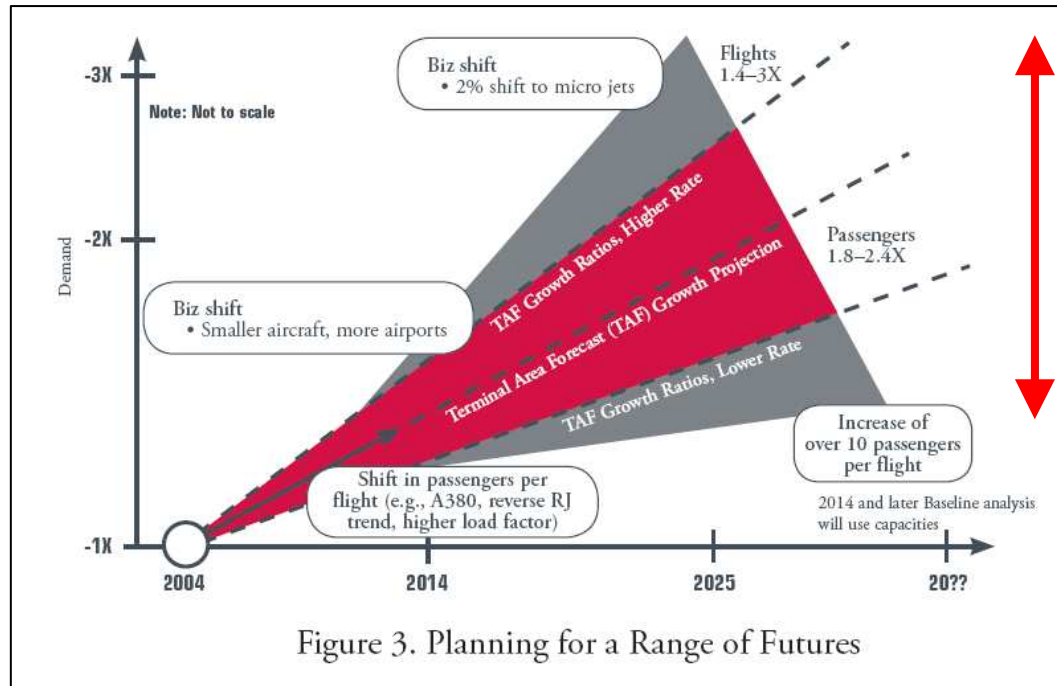 Biz shift
• 2% shift to micro jets
Flights
1.4–3X
-3X
Note: Not to scale
-2X
Demand
TAF Growth Ratios, Higher Rate
Passengers
1.8–2.4X
Biz shift
• Smaller aircraft, more airports
Terminal Area Forecast (TAF) Growth Projection
TAF Growth Ratios, Lower Rate
Increase of
over 10 passengers
per flight
Shift in passengers per
flight (e.g., A380, reverse RJ
trend, higher load factor)
2014 and later Baseline analysis
will use capacities
-1X
2004
2014
2025
20??
Figure 3. Planning for a Range of Futures